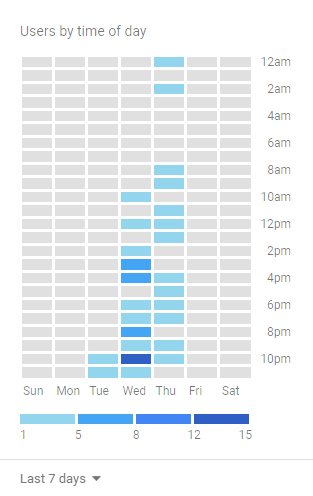 Users by time of day
12am
2am
4am
6am
8am
10am
12pm
2pm
4pm
6pm
8pm
10pm
Sun Mon Tue Wed Thu Fri Sat
1 5 8 12 15
Last 7 days